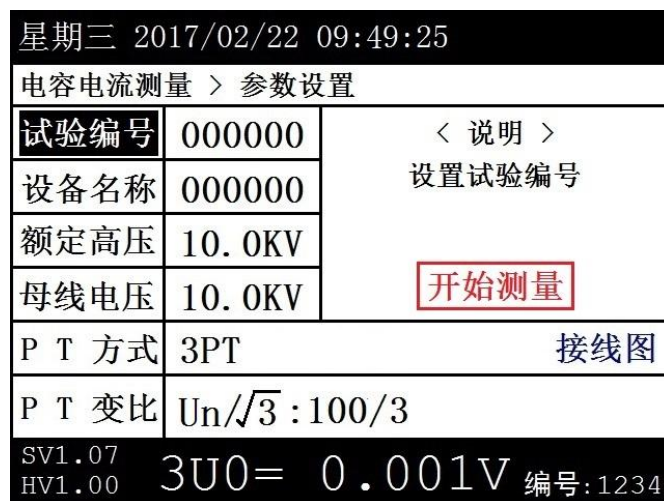 星期三 2017/02/22 09:49:25
电容电流测量 > 参数设置
试验编号 000000
< 说明 >
设置试验编号
设备名称 000000
额定高压 10.0KV
母线电压 10.0KV
开始测量
P T 方式 3PT 接线图
P T 变比 Un/√3:100/3
SV1.07
HV1.00
3U0= 0.001V 编号:1234